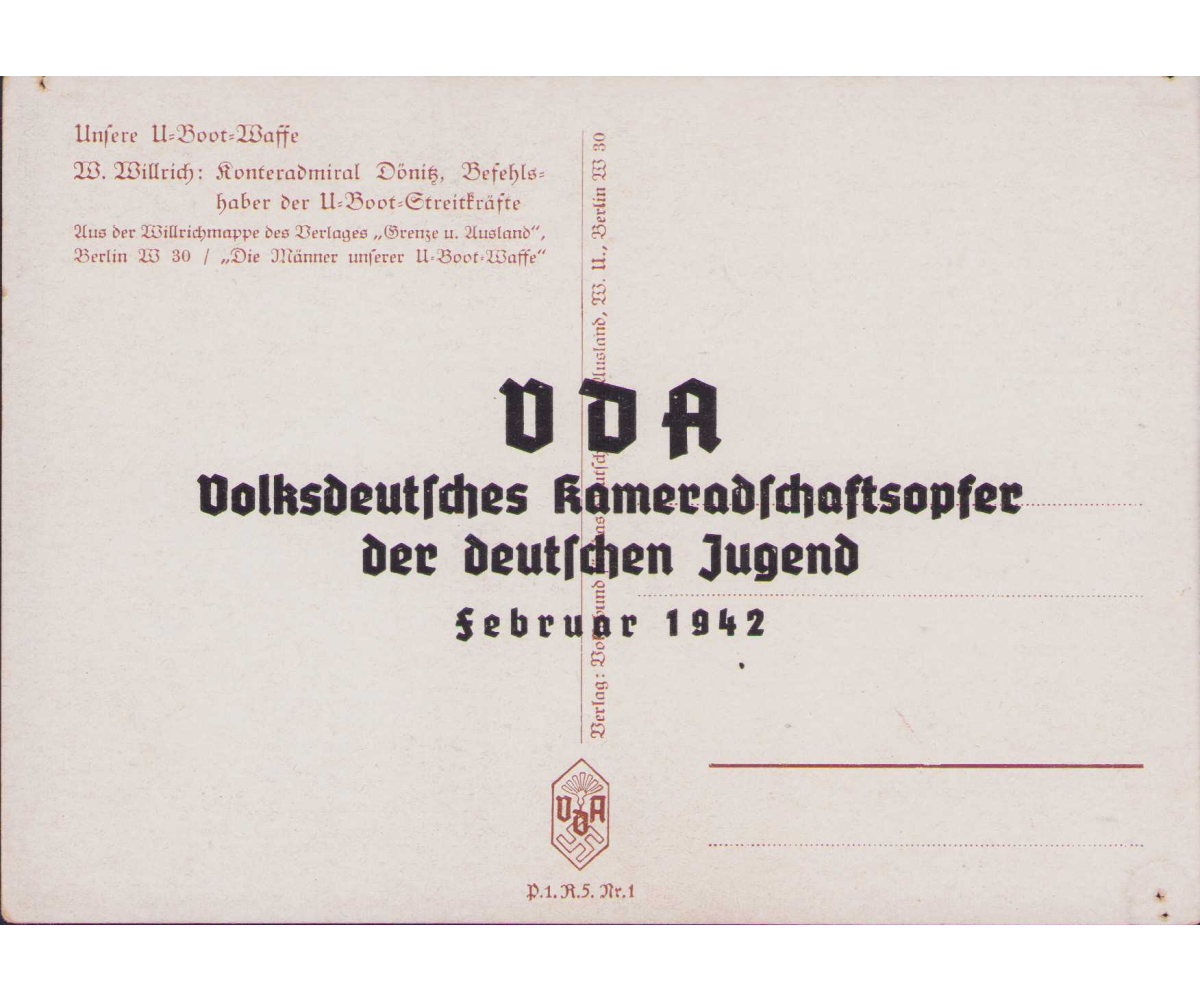 Unsere U-Boot-Waffe
W. Willrich: Konteradmiral Dönitz, Befehls-
haber der U-Boot-Streitkräfte
Aus der Willrichmappe des Verlages „Grenze u. Ausland“,
Berlin W 30 / „Die Männer unserer U-Boot-Waffe“
VDA
Volksdeutsches Kameradschaftsopfer
der deutschen Jugend
Februar 1942
Verlag: Ausland, W. U., Berlin W 30
VDA
P.1.R.5. Nr.1